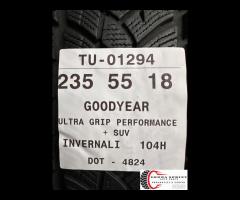 TU-01294
235 55 18
GOODYEAR
ULTRA GRIP PERFORMANCE
+ SUV
INVERNALI 104H
DOT - 4824